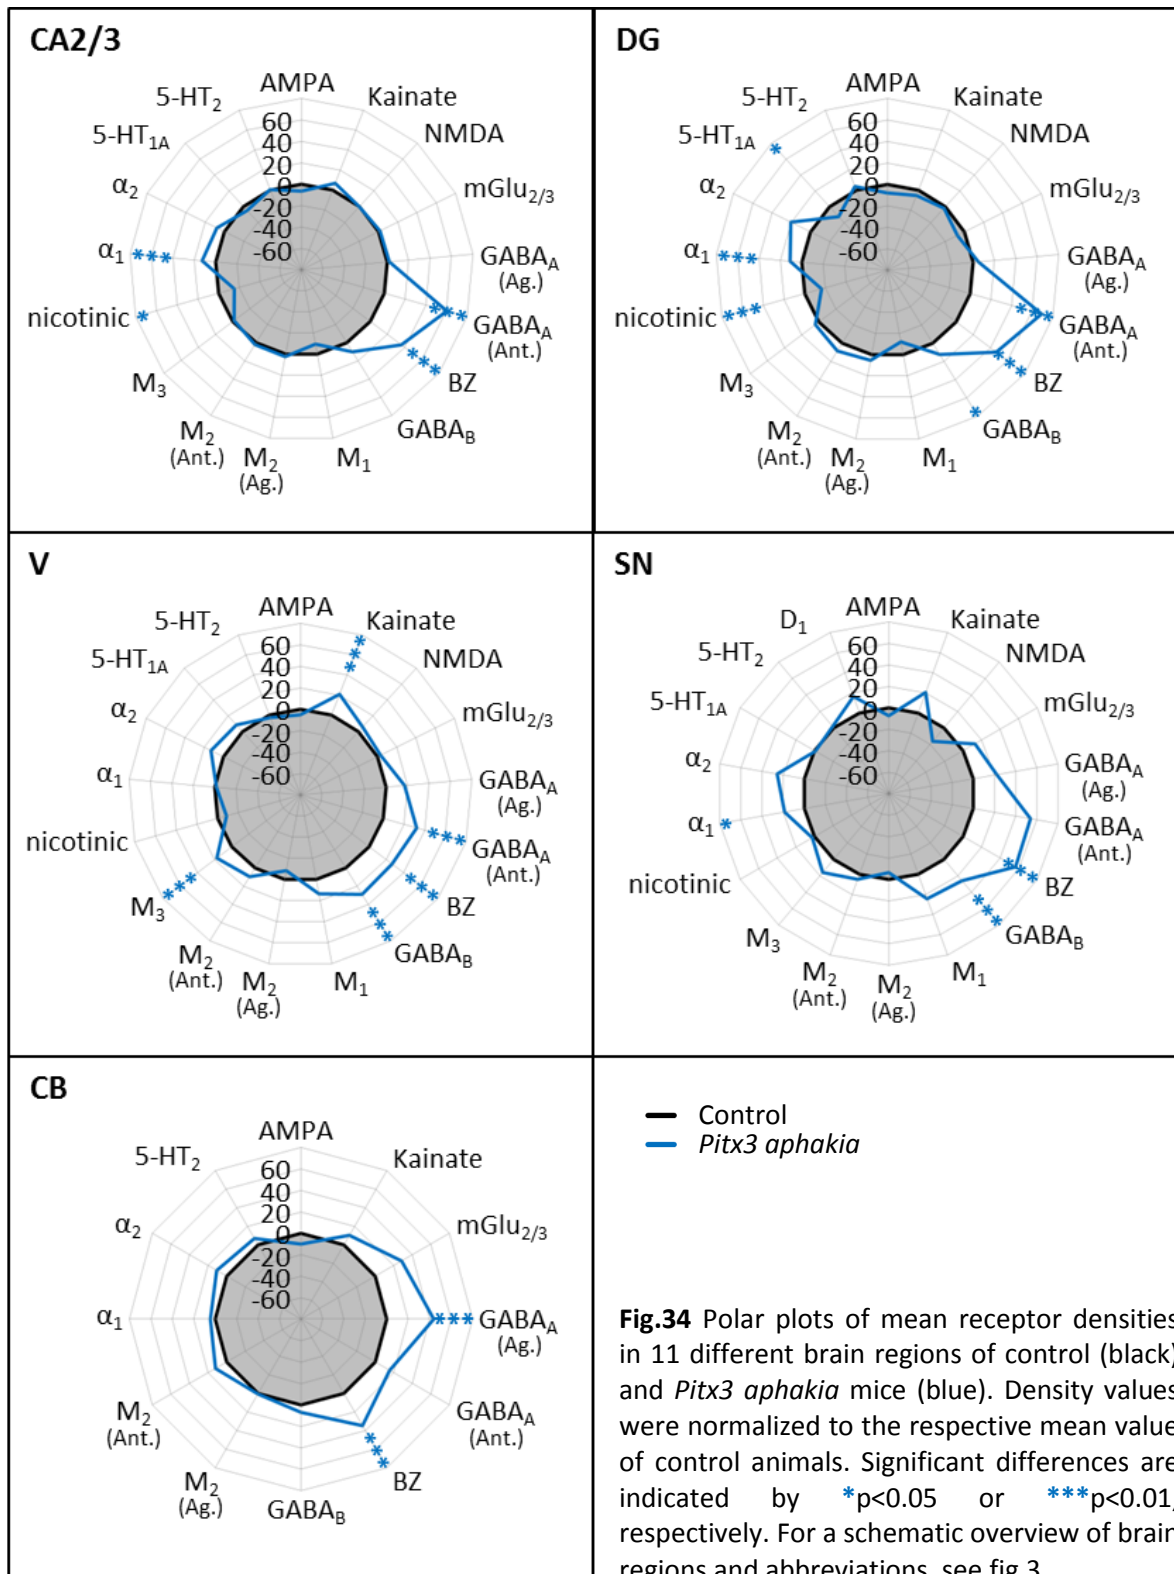 CA2/3
AMPA
Kainate
NMDA
mGlu2/3
GABAA
(Ag.)
GABAA
(Ant.)
BZ
GABAB
M1
M2
(Ag.)
M2
(Ant.)
M3
nicotinic
α1
α2
5-HT1A
5-HT2
60
40
20
0
-20
-40
-60
***
***
*
***
DG
AMPA
Kainate
NMDA
mGlu2/3
GABAA
(Ag.)
GABAA
(Ant.)
BZ
GABAB
M1
M2
(Ag.)
M2
(Ant.)
M3
nicotinic
α1
α2
5-HT1A
5-HT2
60
40
20
0
-20
-40
-60
***
***
*
***
***
*
V
AMPA
Kainate
NMDA
mGlu2/3
GABAA
(Ag.)
GABAA
(Ant.)
BZ
GABAB
M1
M2
(Ag.)
M2
(Ant.)
M3
nicotinic
α1
α2
5-HT1A
5-HT2
60
40
20
0
-20
-40
-60
***
***
***
***
***
SN
AMPA
Kainate
NMDA
mGlu2/3
GABAA
(Ag.)
GABAA
(Ant.)
BZ
GABAB
M1
M2
(Ag.)
M2
(Ant.)
M3
nicotinic
α1
α2
5-HT1A
5-HT2
D1
60
40
20
0
-20
-40
-60
***
***
*
CB
AMPA
Kainate
mGlu2/3
GABAA
(Ag.)
GABAA
(Ant.)
BZ
GABAB
M2
(Ag.)
M2
(Ant.)
α1
α2
5-HT2
60
40
20
0
-20
-40
-60
***
***
Control
Pitx3 aphakia
Fig.34 Polar plots of mean receptor densities
in 11 different brain regions of control (black)
and Pitx3 aphakia mice (blue). Density values
were normalized to the respective mean value
of control animals. Significant differences are
indicated by *p<0.05 or ***p<0.01,
respectively. For a schematic overview of brain
regions and abbreviations, see fig.3